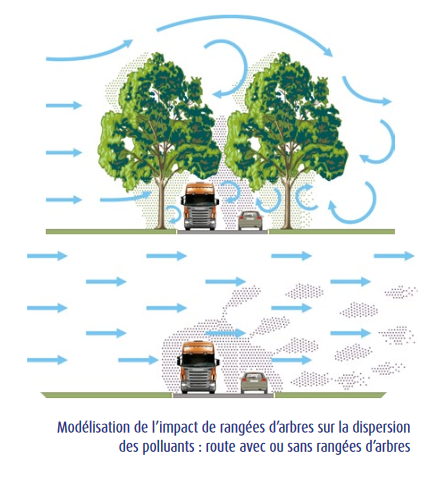 Modélisation de l'impact de rangées d'arbres sur la dispersion
des polluants : route avec ou sans rangées d'arbres